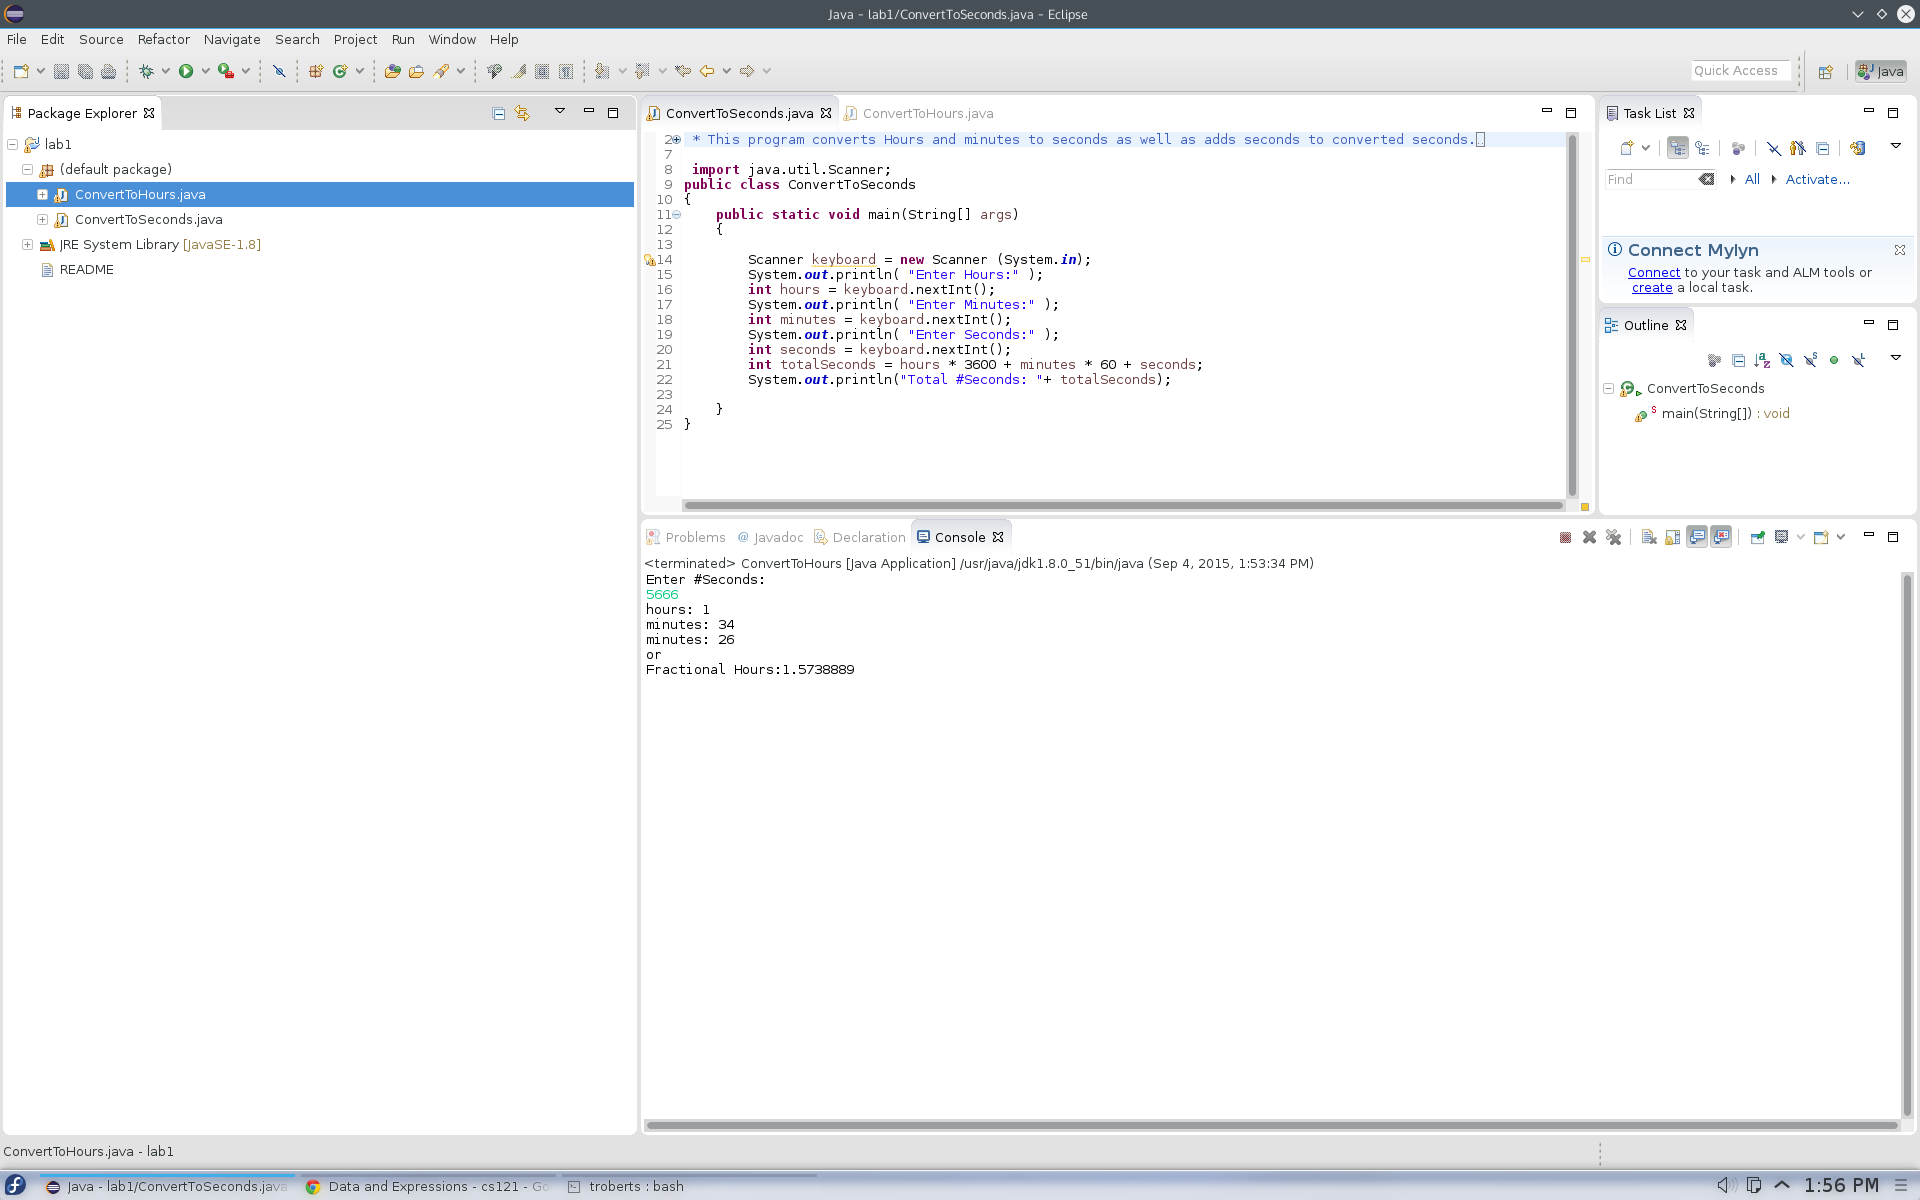 Java - lab1/ConvertToSeconds.java - Eclipse
File Edit Source Refactor Navigate Search Project Run Window Help
Quick Access
Java
Package Explorer
lab1
(default package)
ConvertToHours.java
ConvertToSeconds.java
JRE System Library [JavaSE-1.8]
README
ConvertToSeconds.java ConvertToHours.java
2 * This program converts Hours and minutes to seconds as well as adds seconds to converted seconds.
7
8 import java.util.Scanner;
9 public class ConvertToSeconds
10 {
11 public static void main(String[] args)
12 {
13
14 Scanner keyboard = new Scanner (System.in);
15 System.out.println( "Enter Hours:" );
16 int hours = keyboard.nextInt();
17 System.out.println( "Enter Minutes:" );
18 int minutes = keyboard.nextInt();
19 System.out.println( "Enter Seconds:" );
20 int seconds = keyboard.nextInt();
21 int totalSeconds = hours * 3600 + minutes * 60 + seconds;
22 System.out.println("Total #Seconds: "+ totalSeconds);
23
24 }
25 }
Task List
Find All Activate...
Connect Mylyn
Connect to your task and ALM tools or
create a local task.
Outline
ConvertToSeconds
main(String[]) : void
Problems @ Javadoc Declaration Console
<terminated> ConvertToHours [Java Application] /usr/java/jdk1.8.0_51/bin/java (Sep 4, 2015, 1:53:34 PM)
Enter #Seconds:
5666
hours: 1
minutes: 34
minutes: 26
or
Fractional Hours:1.5738889
ConvertToHours.java - lab1
Java - lab1/ConvertToSeconds.java Data and Expressions - cs121 - Go troberts : bash 1:56 PM